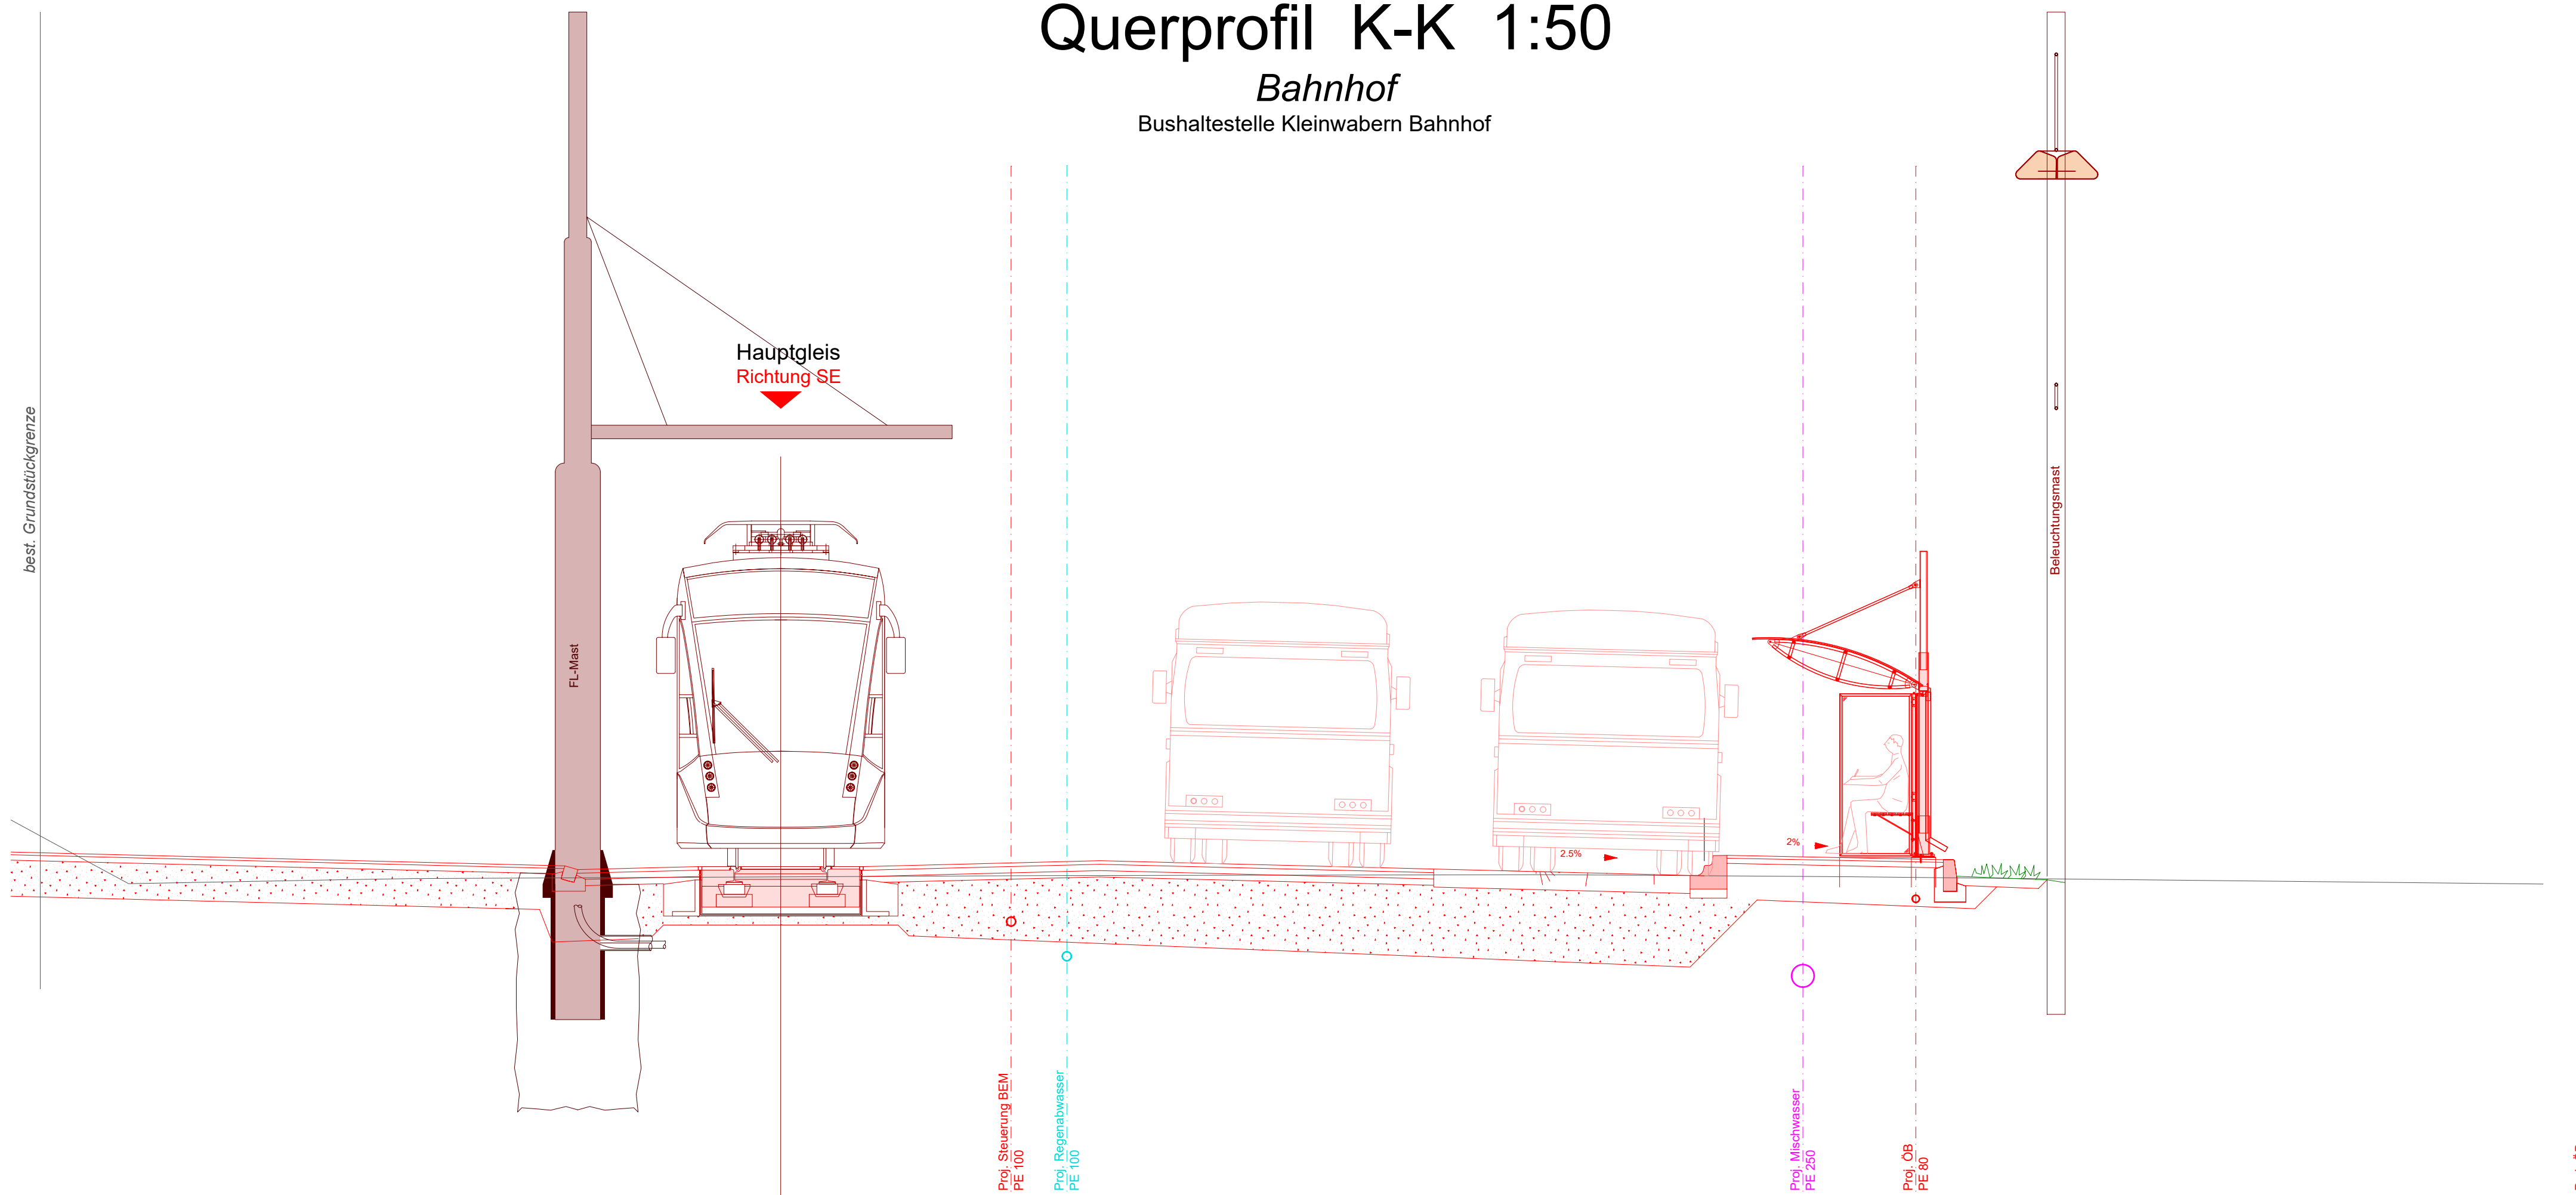 Querprofil K-K 1:50
Bahnhof
Bushaltestelle Kleinwabern Bahnhof
Hauptgleis
Richtung SE
best. Grundstückgrenze
FL-Mast
Beleuchtungsmast
2.5%
2%
Proj. Steuerung BEM
PE 100
Proj. Regenabwasser
PE 100
Proj. Mischwasser
PE 250
Proj. ÖB
PE 80